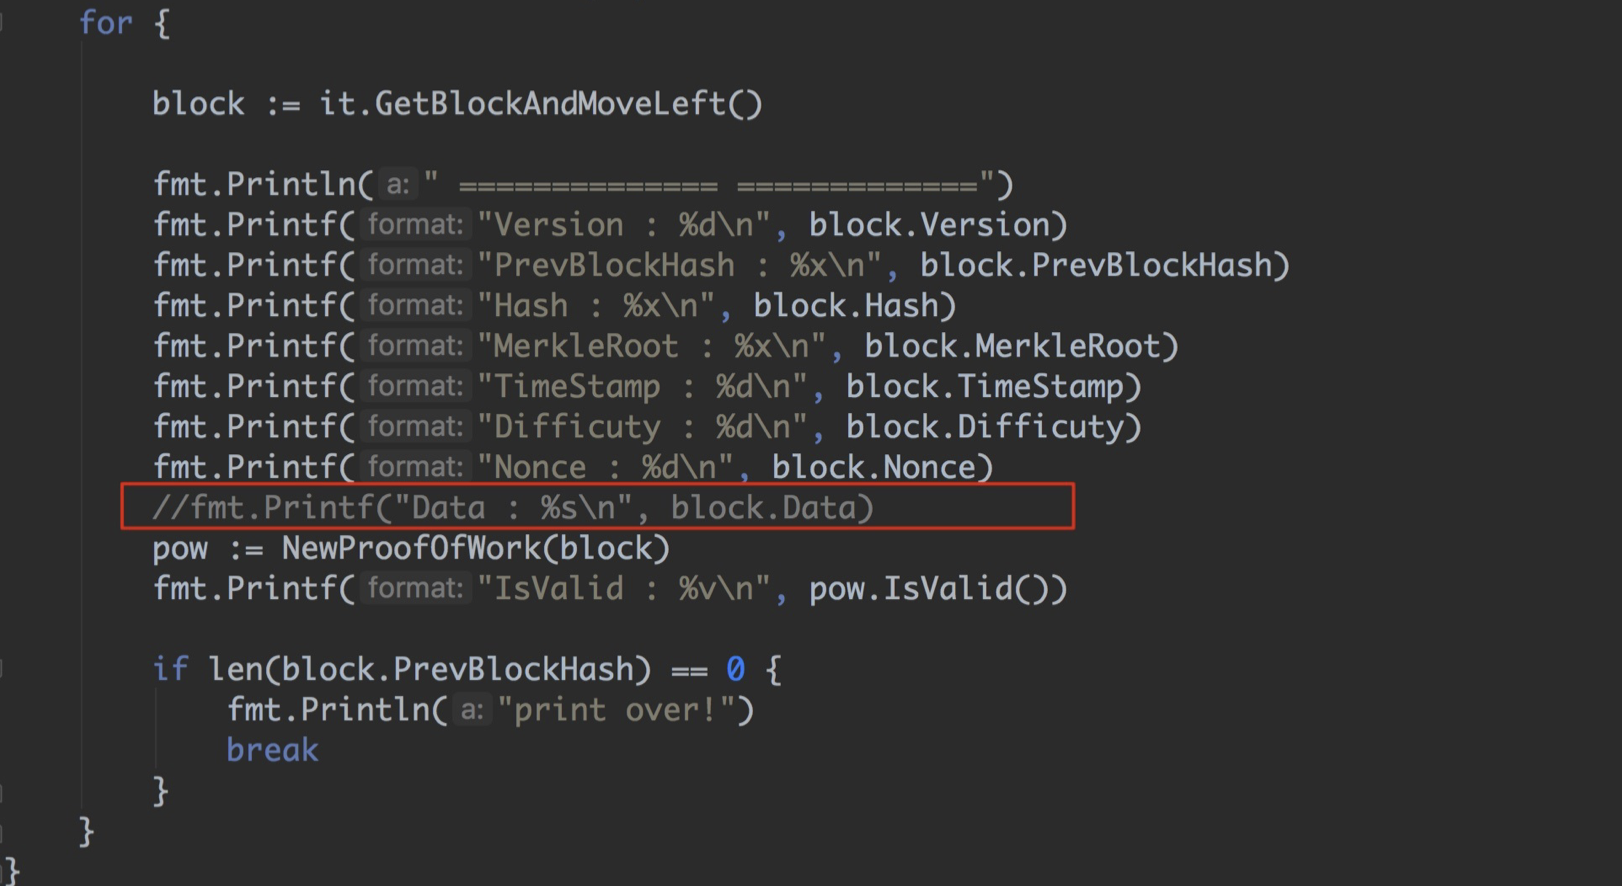 for {
block := it.GetBlockAndMoveLeft()
fmt.Println( a: " ============== =============")
fmt.Printf( format: "Version : %d\n", block.Version)
fmt.Printf( format: "PrevBlockHash : %x\n", block.PrevBlockHash)
fmt.Printf( format: "Hash : %x\n", block.Hash)
fmt.Printf( format: "MerkleRoot : %x\n", block.MerkleRoot)
fmt.Printf( format: "TimeStamp : %d\n", block.TimeStamp)
fmt.Printf( format: "Difficuty : %d\n", block.Difficuty)
fmt.Printf( format: "Nonce : %d\n", block.Nonce)
//fmt.Printf("Data : %s\n", block.Data)
pow := NewProofOfWork(block)
fmt.Printf( format: "IsValid : %v\n", pow.IsValid())
if len(block.PrevBlockHash) == 0 {
fmt.Println( a: "print over!")
break
}
}
}